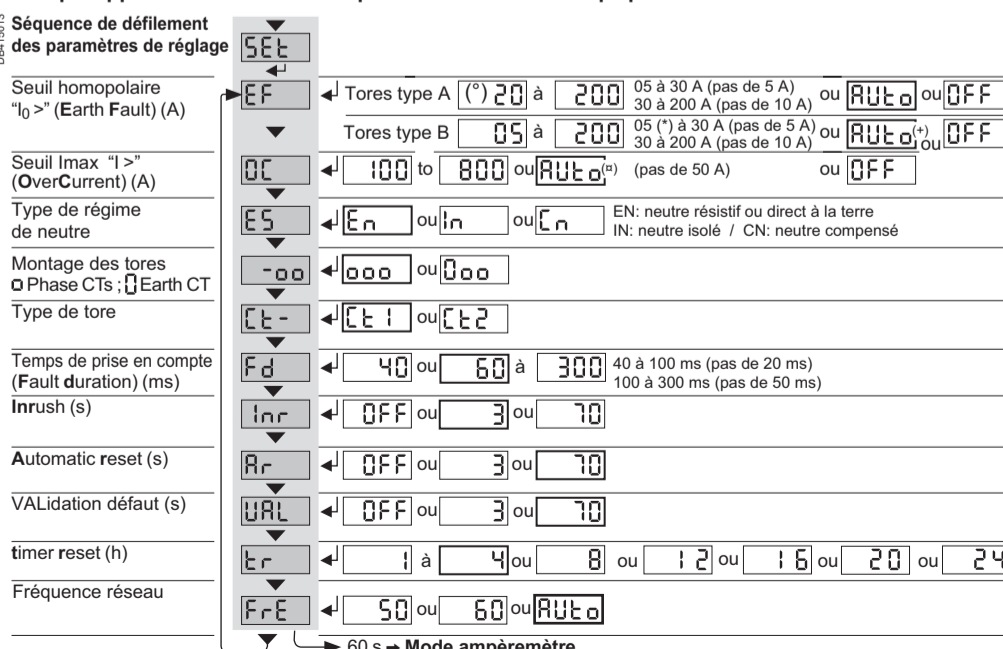 Séquence de défilement
des paramètres de réglage
SEt
Seuil homopolaire
“I0 >” (Earth Fault) (A)
EF
Tores type A (°) 20 à 200 05 à 30 A (pas de 5 A)
30 à 200 A (pas de 10 A) ou AUto ou OFF
Tores type B 05 à 200 05 (*) à 30 A (pas de 5 A)
30 à 200 A (pas de 10 A) ou AUto (+) ou OFF
Seuil Imax “I >”
(OverCurrent) (A)
OC 100 to 800 ou AUto (¤) (pas de 50 A) ou OFF
Type de régime
de neutre
ES En ou In ou Cn
EN: neutre résistif ou direct à la terre
IN: neutre isolé / CN: neutre compensé
Montage des tores
Phase CTs ; Earth CT
-oo ooo ou 0oo
Type de tore
Ct- Ct1 ou Ct2
Temps de prise en compte
(Fault duration) (ms)
Fd 40 ou 60 à 300
40 à 100 ms (pas de 20 ms)
100 à 300 ms (pas de 50 ms)
Inrush (s)
Inr OFF ou 3 ou 70
Automatic reset (s)
Ar OFF ou 3 ou 70
VALidation défaut (s)
VAL OFF ou 3 ou 70
timer reset (h)
tr 1 à 4 ou 8 ou 12 ou 16 ou 20 ou 24
Fréquence réseau
FrE 50 ou 60 ou AUto
60 s ➞ Mode ampèremètre